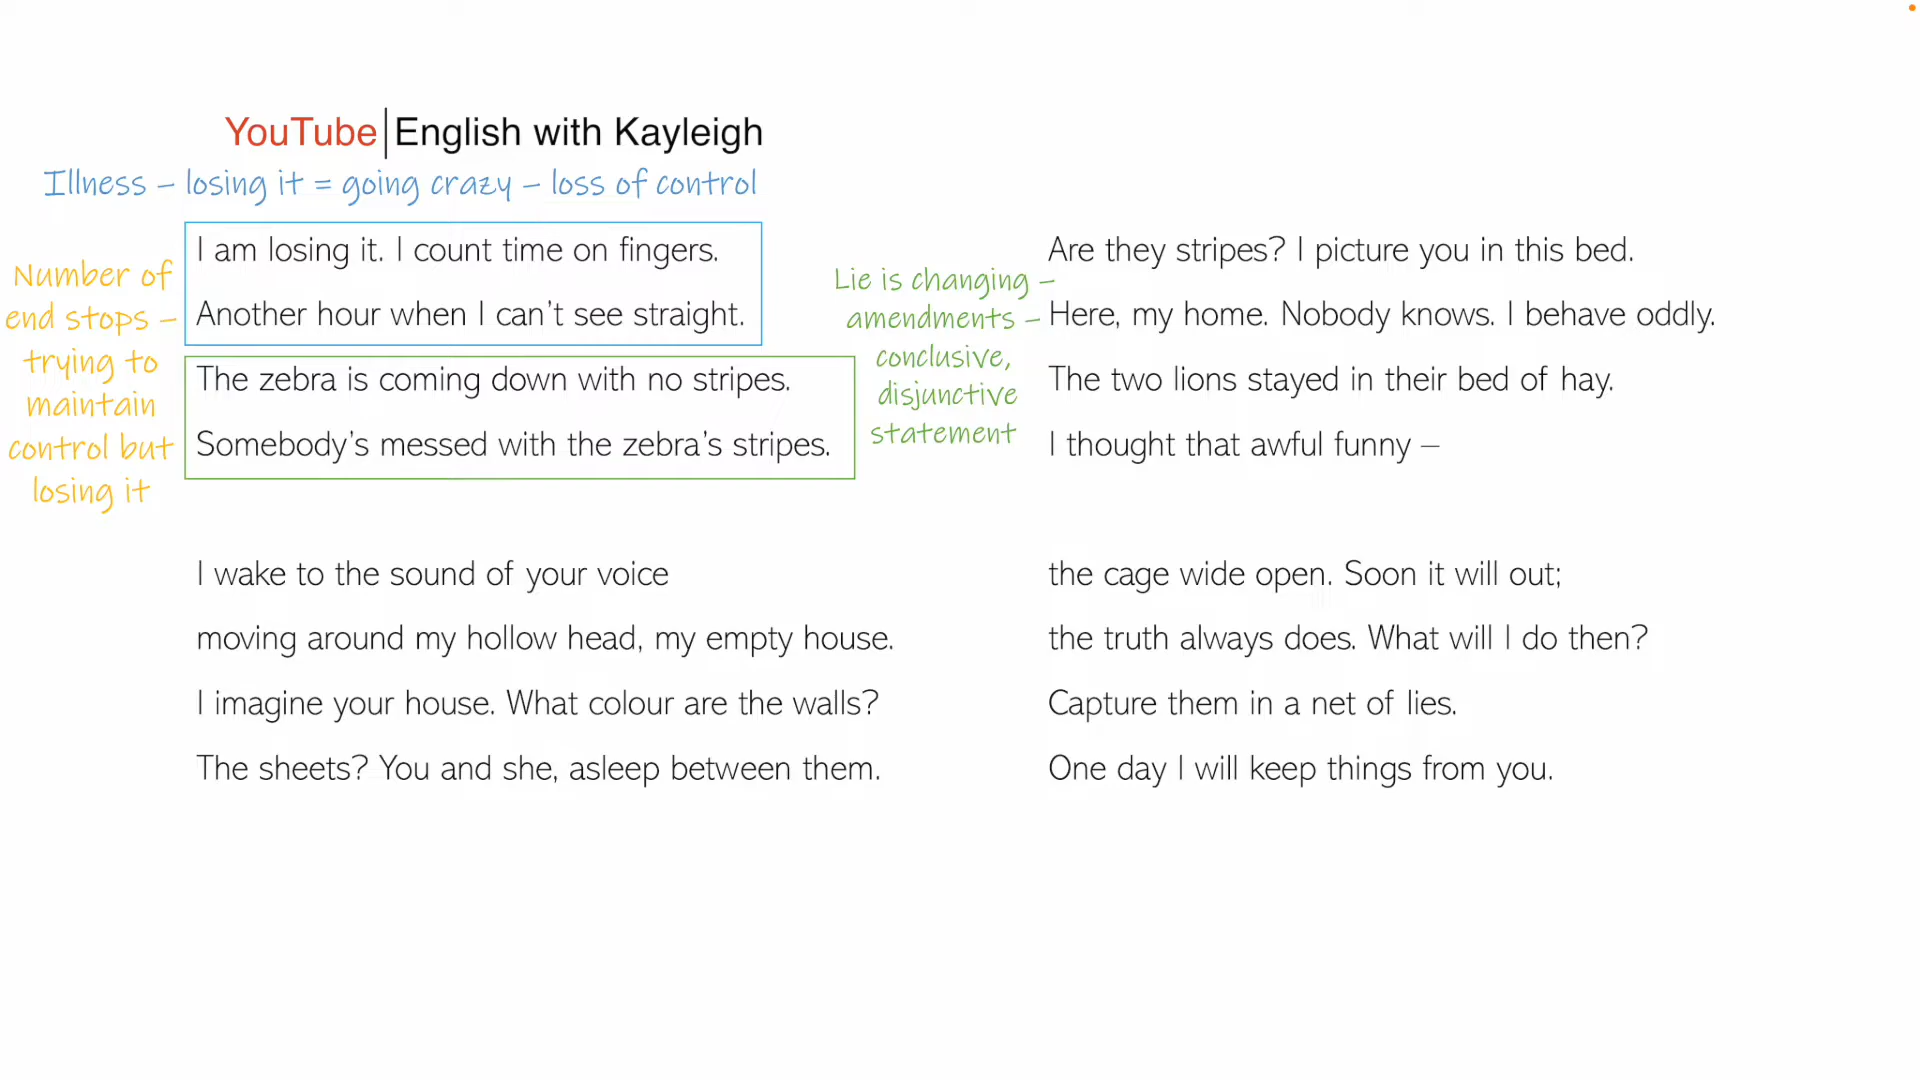 YouTube|English with Kayleigh
Illness – losing it = going crazy – loss of control
Number of
end stops –
trying to
maintain
control but
losing it
I am losing it. I count time on fingers.
Another hour when I can’t see straight.
The zebra is coming down with no stripes.
Somebody’s messed with the zebra’s stripes.
Lie is changing –
amendments –
conclusive,
disjunctive
statement
I wake to the sound of your voice
moving around my hollow head, my empty house.
I imagine your house. What colour are the walls?
The sheets? You and she, asleep between them.
Are they stripes? I picture you in this bed.
Here, my home. Nobody knows. I behave oddly.
The two lions stayed in their bed of hay.
I thought that awful funny –
the cage wide open. Soon it will out;
the truth always does. What will I do then?
Capture them in a net of lies.
One day I will keep things from you.